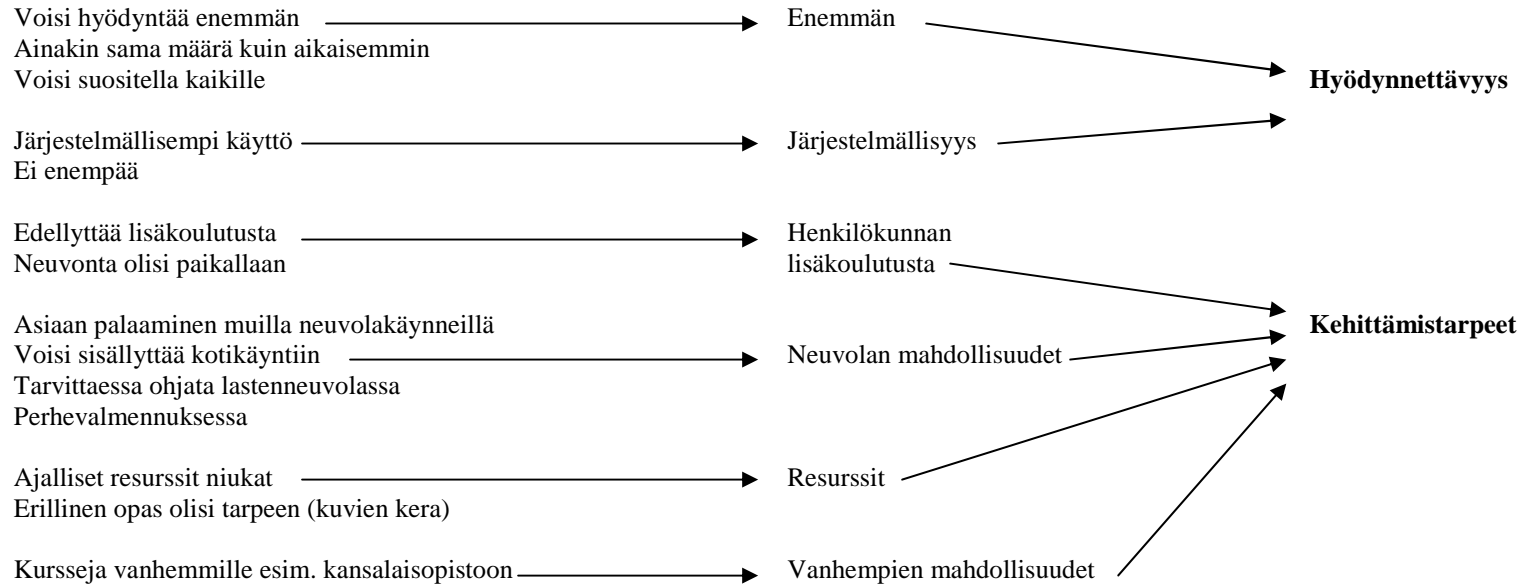 Voisi hyödyntää enemmän
Enemmän
Ainakin sama määrä kuin aikaisemmin
Voisi suositella kaikille
Hyödynnettävyys
Järjestelmällisempi käyttö
Järjestelmällisyys
Ei enempää
Edellyttää lisäkoulutusta
Henkilökunnan
Neuvonta olisi paikallaan
lisäkoulutusta
Asiaan palaaminen muilla neuvolakäynneillä
Kehittämistarpeet
Voisi sisällyttää kotikäyntiin
Neuvolan mahdollisuudet
Tarvittaessa ohjata lastenneuvolassa
Perhevalmennuksessa
Ajalliset resurssit niukat
Resurssit
Erillinen opas olisi tarpeen (kuvien kera)
Kursseja vanhemmille esim. kansalaisopistoon
Vanhempien mahdollisuudet